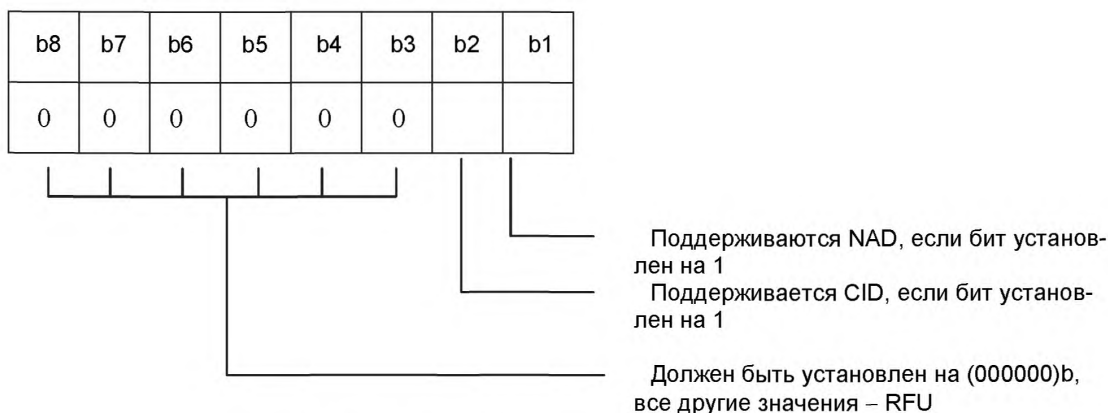 b8 b7 b6 b5 b4 b3 b2 b1
0 0 0 0 0 0
Поддерживаются NAD, если бит установ-
лен на 1
Поддерживается CID, если бит установ-
лен на 1
Должен быть установлен на (000000)b,
все другие значения – RFU